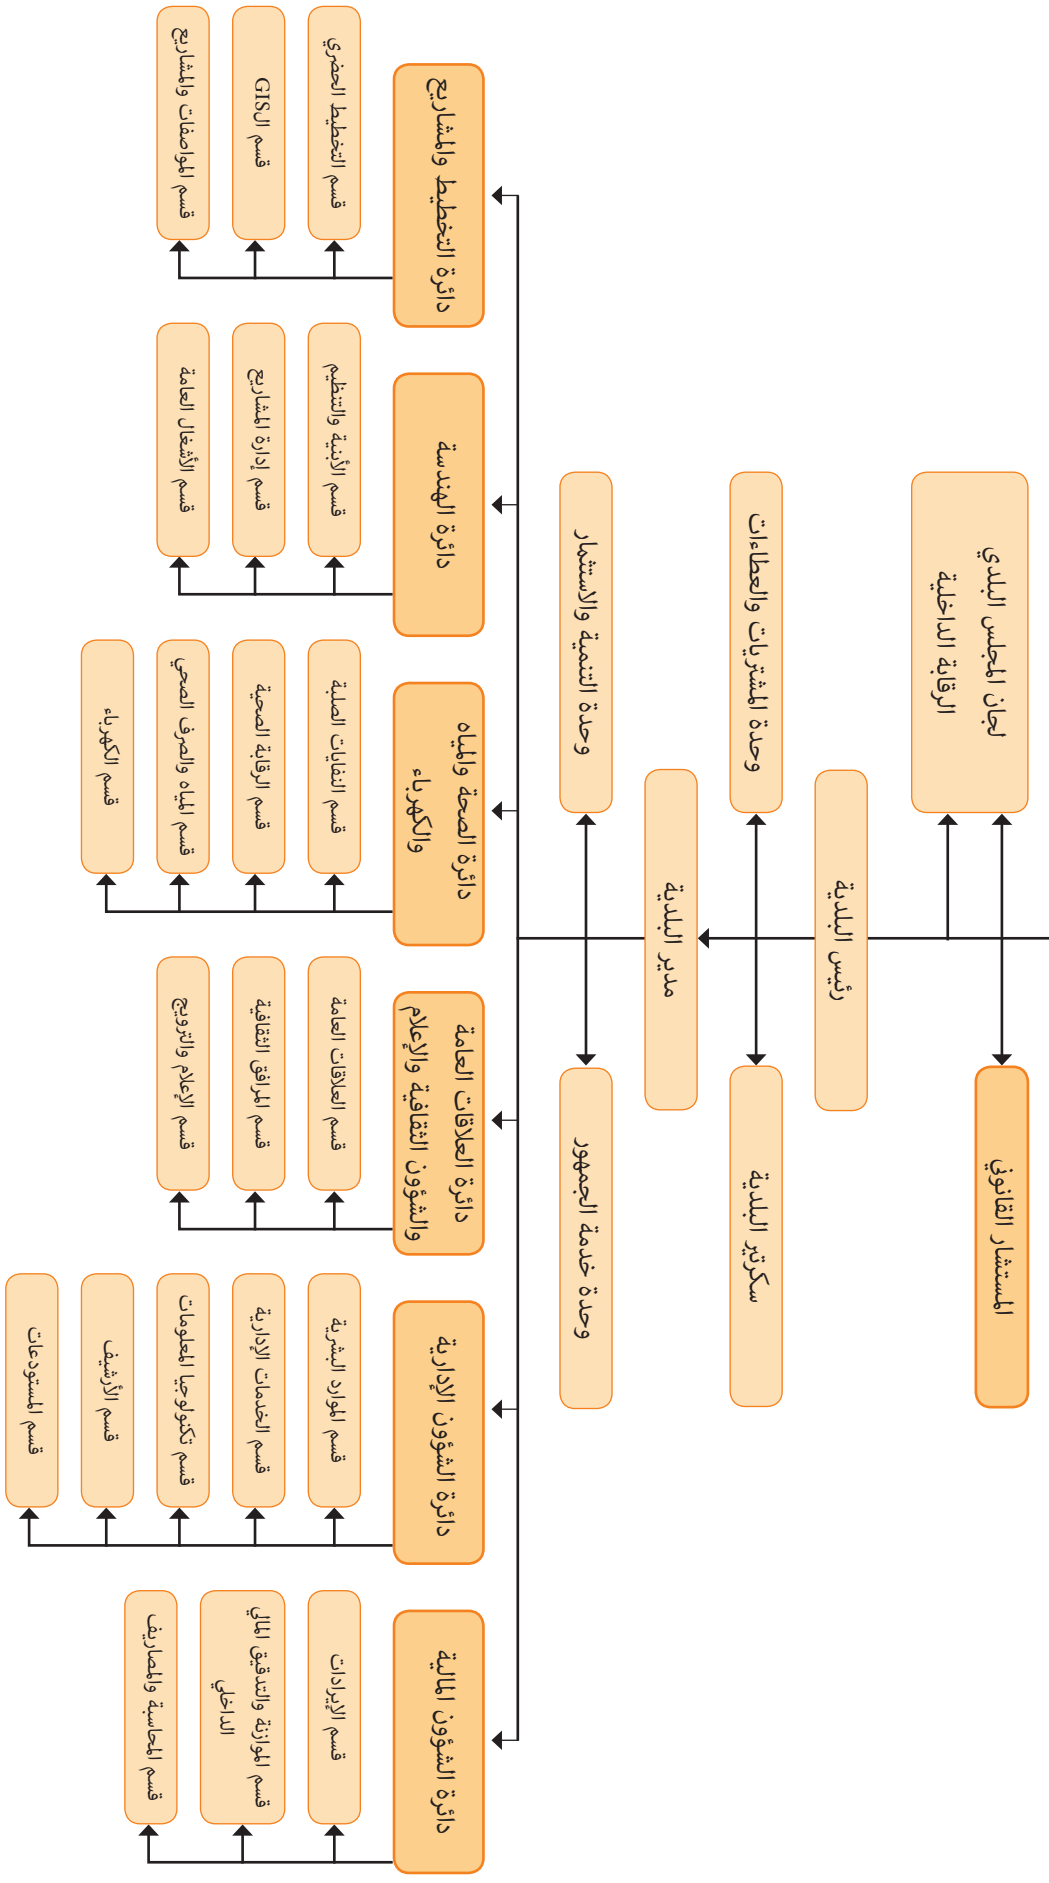 لجان المجلس البلدي
الرقابة الداخلية
المستشار القانوني
رئيس البلدية
وحدة المشتريات والعطاءات
سكرتير البلدية
مدير البلدية
وحدة التنمية والاستثمار
وحدة خدمة الجمهور
دائرة الشؤون المالية
قسم الإيرادات
قسم الموازنة والتدقيق المالي
الداخلي
قسم المحاسبة والمصاريف
دائرة الشؤون الإدارية
قسم الموارد البشرية
قسم الخدمات الإدارية
قسم تكنولوجيا المعلومات
قسم الأرشيف
قسم المستودعات
دائرة العلاقات العامة
والشؤون الثقافية والإعلام
قسم العلاقات العامة
قسم المرافق الثقافية
قسم الإعلام والترويج
دائرة الصحة والمياه
والكهرباء
قسم النفايات الصلبة
قسم الرقابة الصحية
قسم المياه والصرف الصحي
قسم الكهرباء
دائرة الهندسة
قسم الأبنية والتنظيم
قسم إدارة المشاريع
قسم الأشغال العامة
دائرة التخطيط والمشاريع
قسم التخطيط الحضري
قسم الGIS
قسم المواصفات والمشاريع